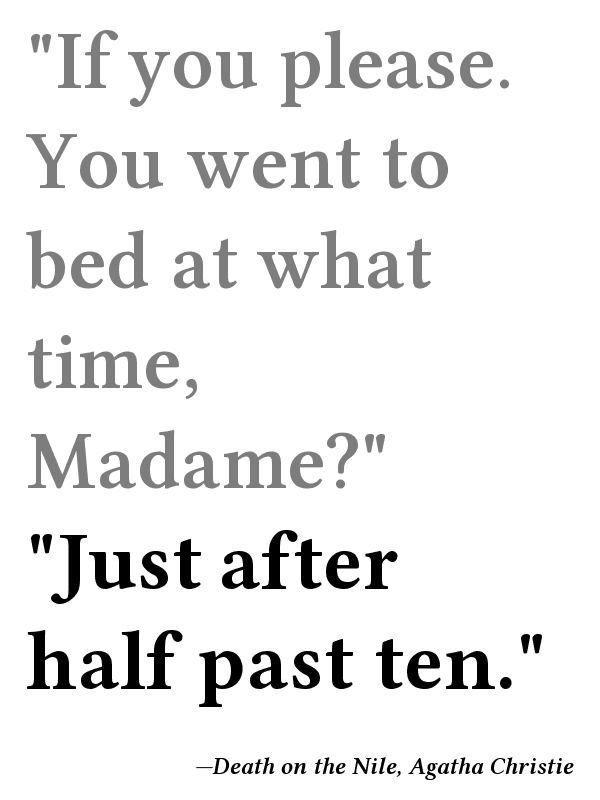 "If you please.
You went to
bed at what
time,
Madame?"
"Just after
half past ten."
—Death on the Nile, Agatha Christie